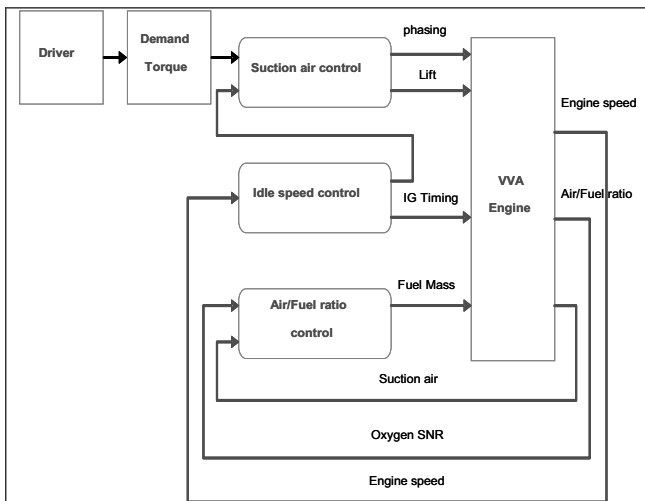 phasing
Driver
Demand
Torque
Suction air control
Lift
Engine speed
Idle speed control
IG Timing
VVA
Engine
Air/Fuel ratio
Air/Fuel ratio
control
Fuel Mass
Suction air
Oxygen SNR
Engine speed